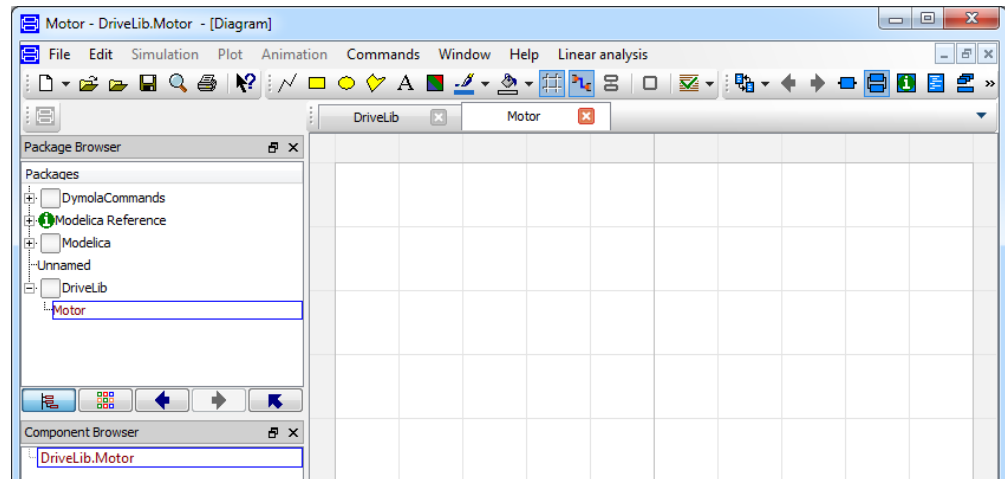 Motor - DriveLib.Motor - [Diagram]
File Edit Simulation Plot Animation Commands Window Help Linear analysis
A
DriveLib Motor
Package Browser
Packages
DymolaCommands
Modelica Reference
Modelica
Unnamed
DriveLib
Motor
Component Browser
DriveLib.Motor